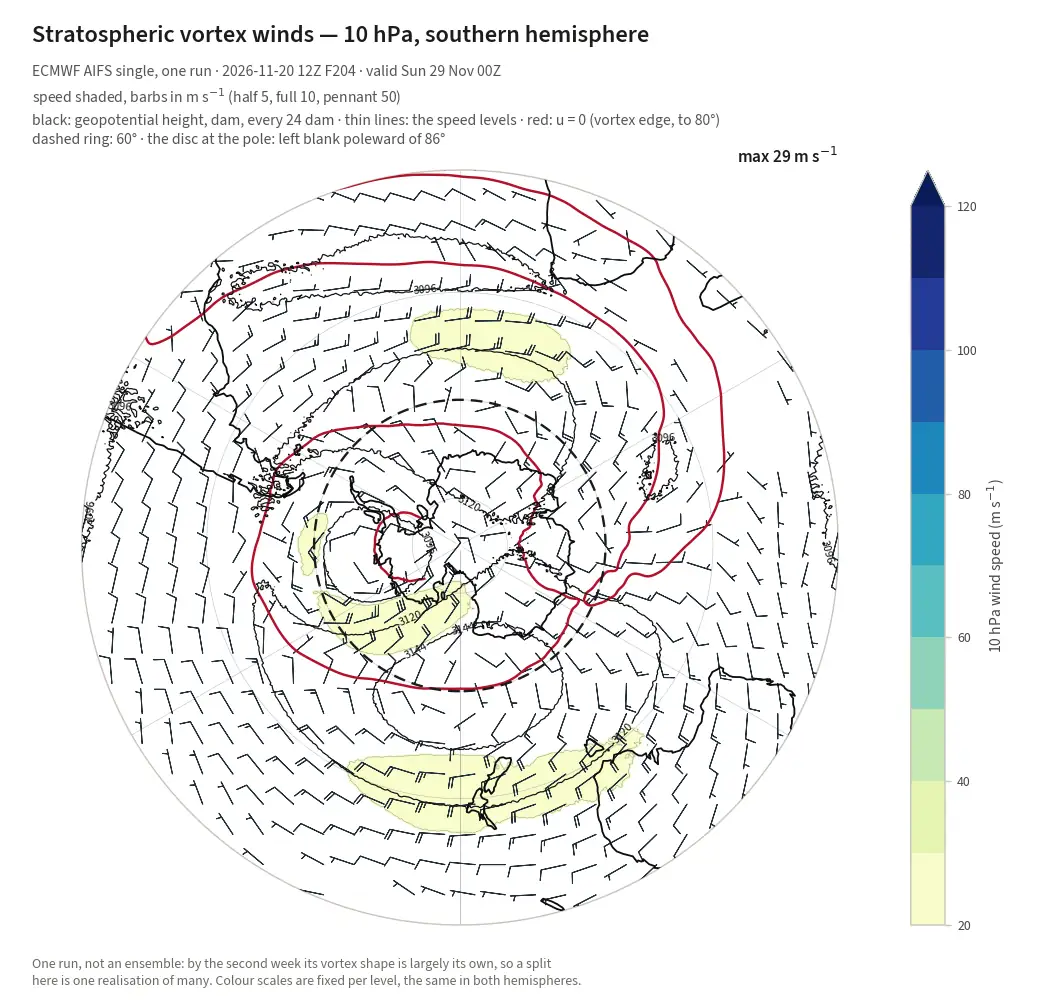 Stratospheric vortex winds — 10 hPa, southern hemisphere
ECMWF AIFS single, one run · 2026-11-20 12Z F204 · valid Sun 29 Nov 00Z
speed shaded, barbs in m s⁻¹ (half 5, full 10, pennant 50)
black: geopotential height, dam, every 24 dam · thin lines: the speed levels · red: u = 0 (vortex edge, to 80°)
dashed ring: 60° · the disc at the pole: left blank poleward of 86°
max 29 m s⁻¹
120
100
80
60
40
20
10 hPa wind speed (m s⁻¹)
3096
3096
3096
3096
3096
3120
3120
3144
3144
3120
One run, not an ensemble: by the second week its vortex shape is largely its own, so a split
here is one realisation of many. Colour scales are fixed per level, the same in both hemispheres.